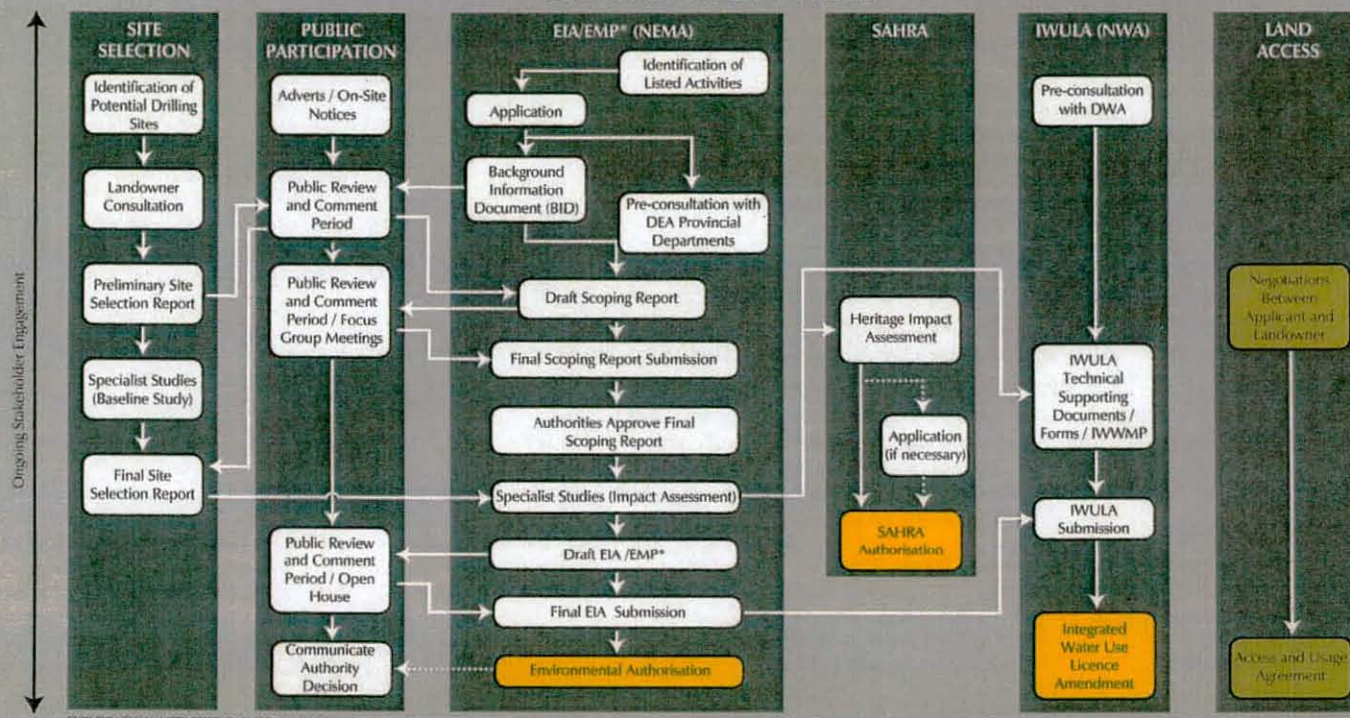 Ongoing Stakeholder Engagement
SITE
SELECTION
Identification of
Potential Drilling
Sites
Landowner
Consultation
Preliminary Site
Selection Report
Specialist Studies
(Baseline Study)
Final Site
Selection Report
PUBLIC
PARTICIPATION
Adverts / On-Site
Notices
Public Review
and Comment
Period
Public Review
and Comment
Period / Focus
Group Meetings
Public Review
and Comment
Period / Open
House
Communicate
Authority
Decision
EIA/EMP* (NEMA)
Identification of
Listed Activities
Application
Background
Information
Document (BID)
Pre-consultation with
DEA Provincial
Departments
Draft Scoping Report
Final Scoping Report Submission
Authorities Approve Final
Scoping Report
Specialist Studies (Impact Assessment)
Draft EIA /EMP*
Final EIA Submission
Environmental Authorisation
SAHRA
Heritage Impact
Assessment
Application
(if necessary)
SAHRA
Authorisation
IWULA (NWA)
Pre-consultation
with DWA
IWULA
Technical
Supporting
Documents /
Forms / IWWMP
IWULA
Submission
Integrated
Water Use
Licence
Amendment
LAND
ACCESS
Negotiations
Between
Applicant and
Landowner
Access and Usage
Agreement